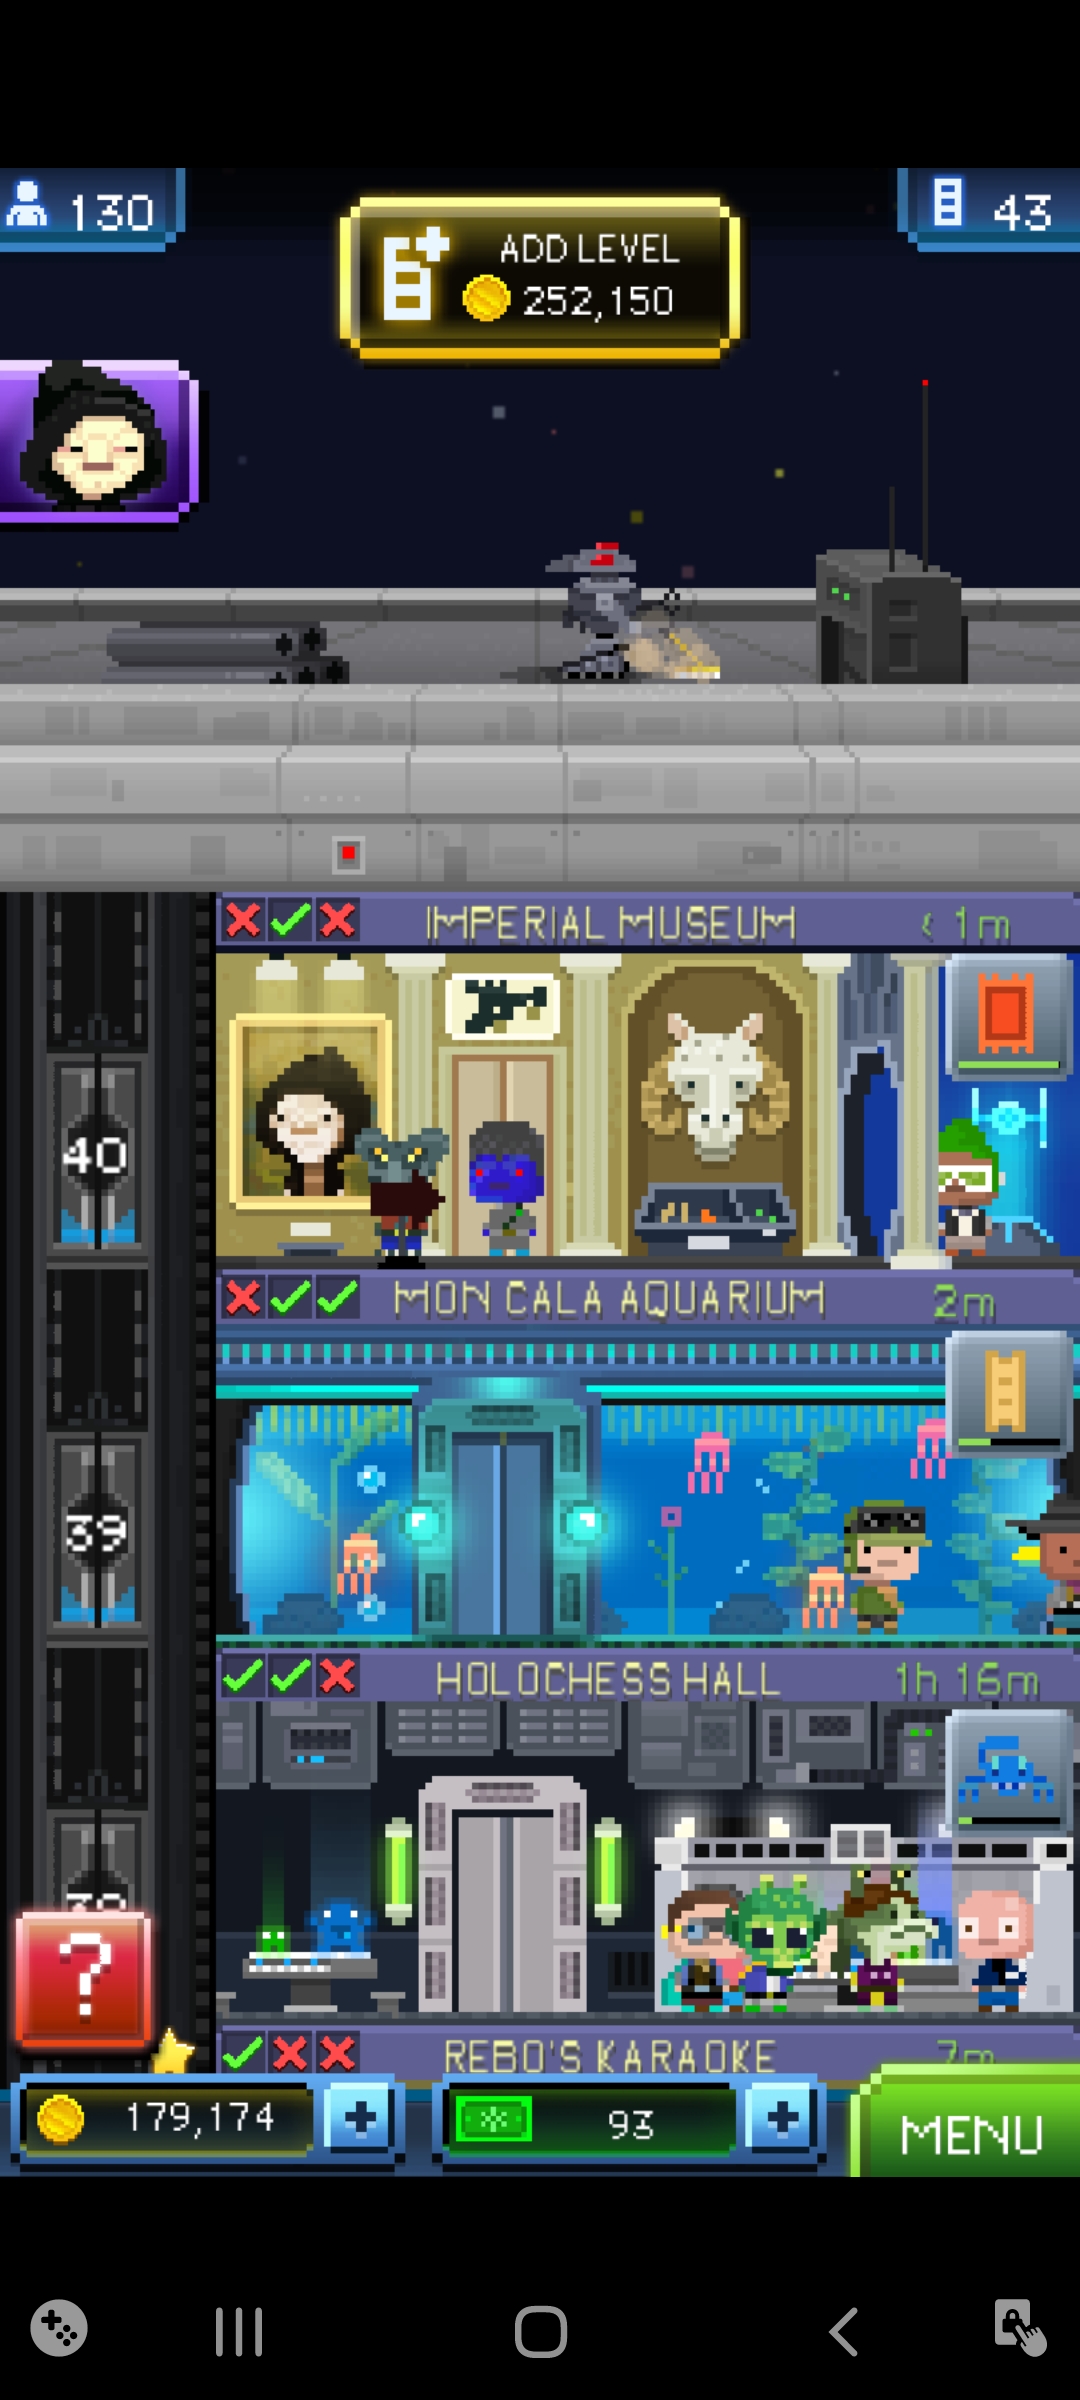 130
ADD LEVEL
252,150
43
IMPERIAL MUSEUM < 1m
40
MON CALA AQUARIUM 2m
39
HOLOCHESS HALL 1h 16m
?
REBO'S KARAOKE 7m
179,174 + 93 + MENU